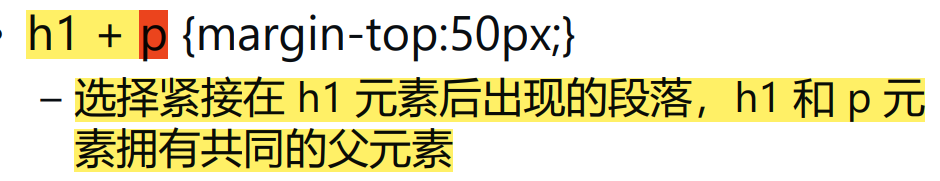 • h1 + p {margin-top:50px;}
– 选择紧接在 h1 元素后出现的段落，h1 和 p 元
素拥有共同的父元素